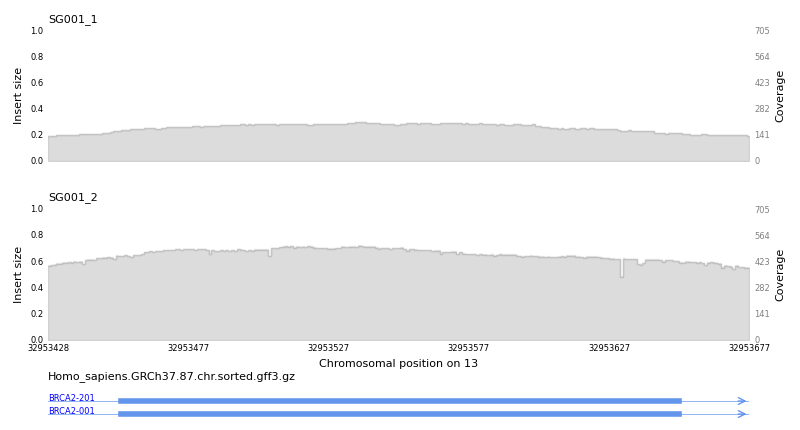 SG001_1
1.0 705
0.8 564
0.6 423
0.4 282
0.2 141
0.0 0
Insert size
Coverage
SG001_2
1.0 705
0.8 564
0.6 423
0.4 282
0.2 141
0.0 0
Insert size
Coverage
32953428 32953477 32953527 32953577 32953627 32953677
Chromosomal position on 13
Homo_sapiens.GRCh37.87.chr.sorted.gff3.gz
BRCA2-201
BRCA2-001